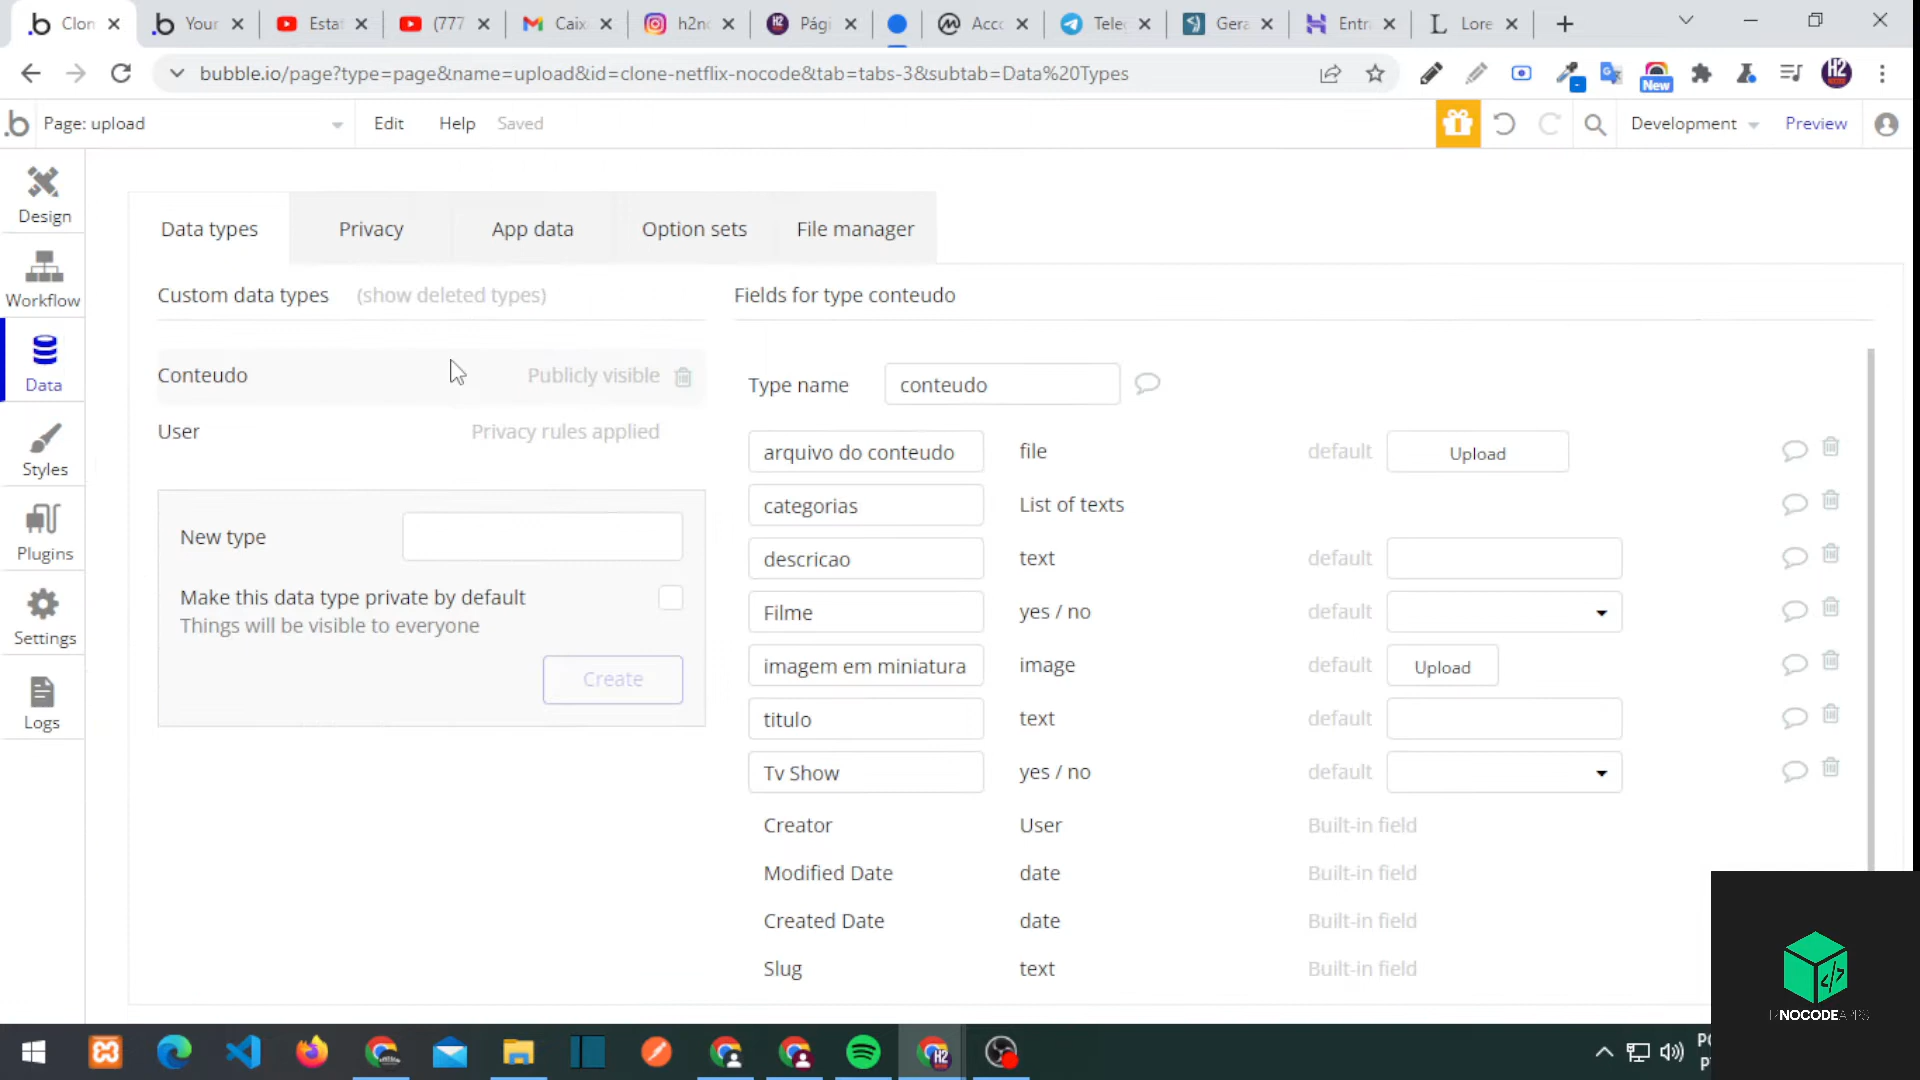 Clon
Your
Estat
(777
Caix
h2no
Pági
Acco
Tele
Gera
Entra
Lore
bubble.io/page?type=page&name=upload&id=clone-netflix-nocode&tab=tabs-3&subtab=Data%20Types
New
H2
Page: upload
Edit
Help
Saved
Development
Preview
Design
Workflow
Data
Styles
Plugins
Settings
Logs
Data types
Privacy
App data
Option sets
File manager
Custom data types
(show deleted types)
Conteudo
Publicly visible
User
Privacy rules applied
New type
Make this data type private by default
Things will be visible to everyone
Create
Fields for type conteudo
Type name
conteudo
arquivo do conteudo
file
default
Upload
categorias
List of texts
descricao
text
default
Filme
yes / no
default
imagem em miniatura
image
default
Upload
titulo
text
default
Tv Show
yes / no
default
Creator
User
Built-in field
Modified Date
date
Built-in field
Created Date
date
Built-in field
Slug
text
Built-in field
NOCODEAPPS
H2